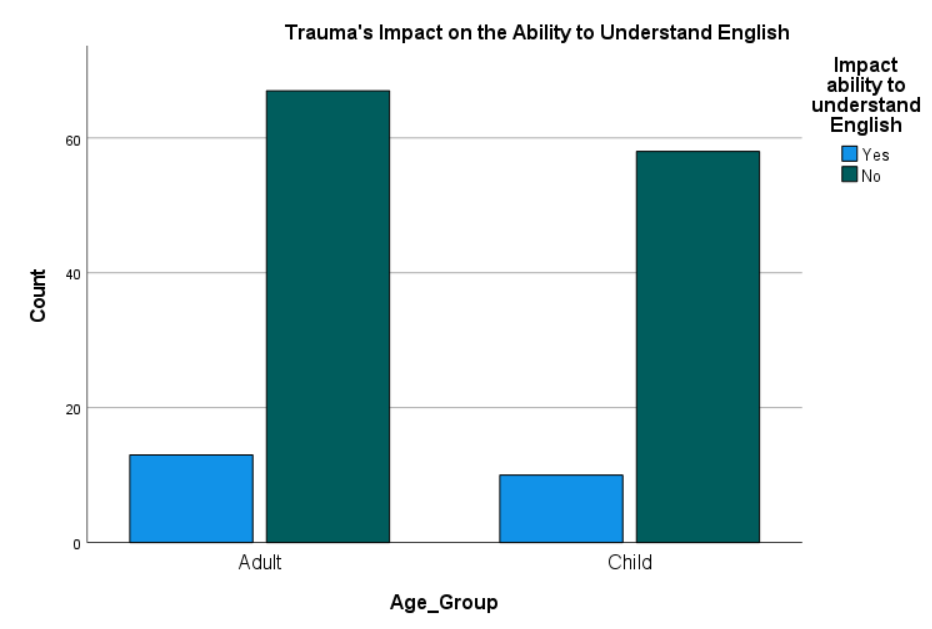 Trauma's Impact on the Ability to Understand English
Impact
ability to
understand
English
Yes
No
60
40
20
0
Count
Adult
Child
Age_Group